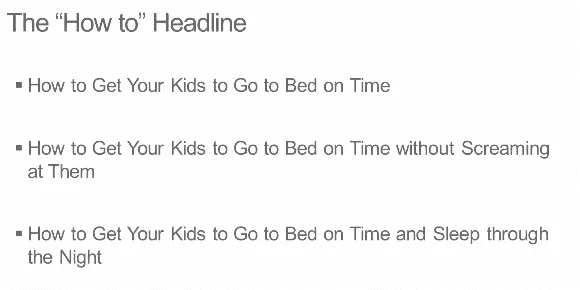 The “How to” Headline
▪ How to Get Your Kids to Go to Bed on Time
▪ How to Get Your Kids to Go to Bed on Time without Screaming
at Them
▪ How to Get Your Kids to Go to Bed on Time and Sleep through
the Night